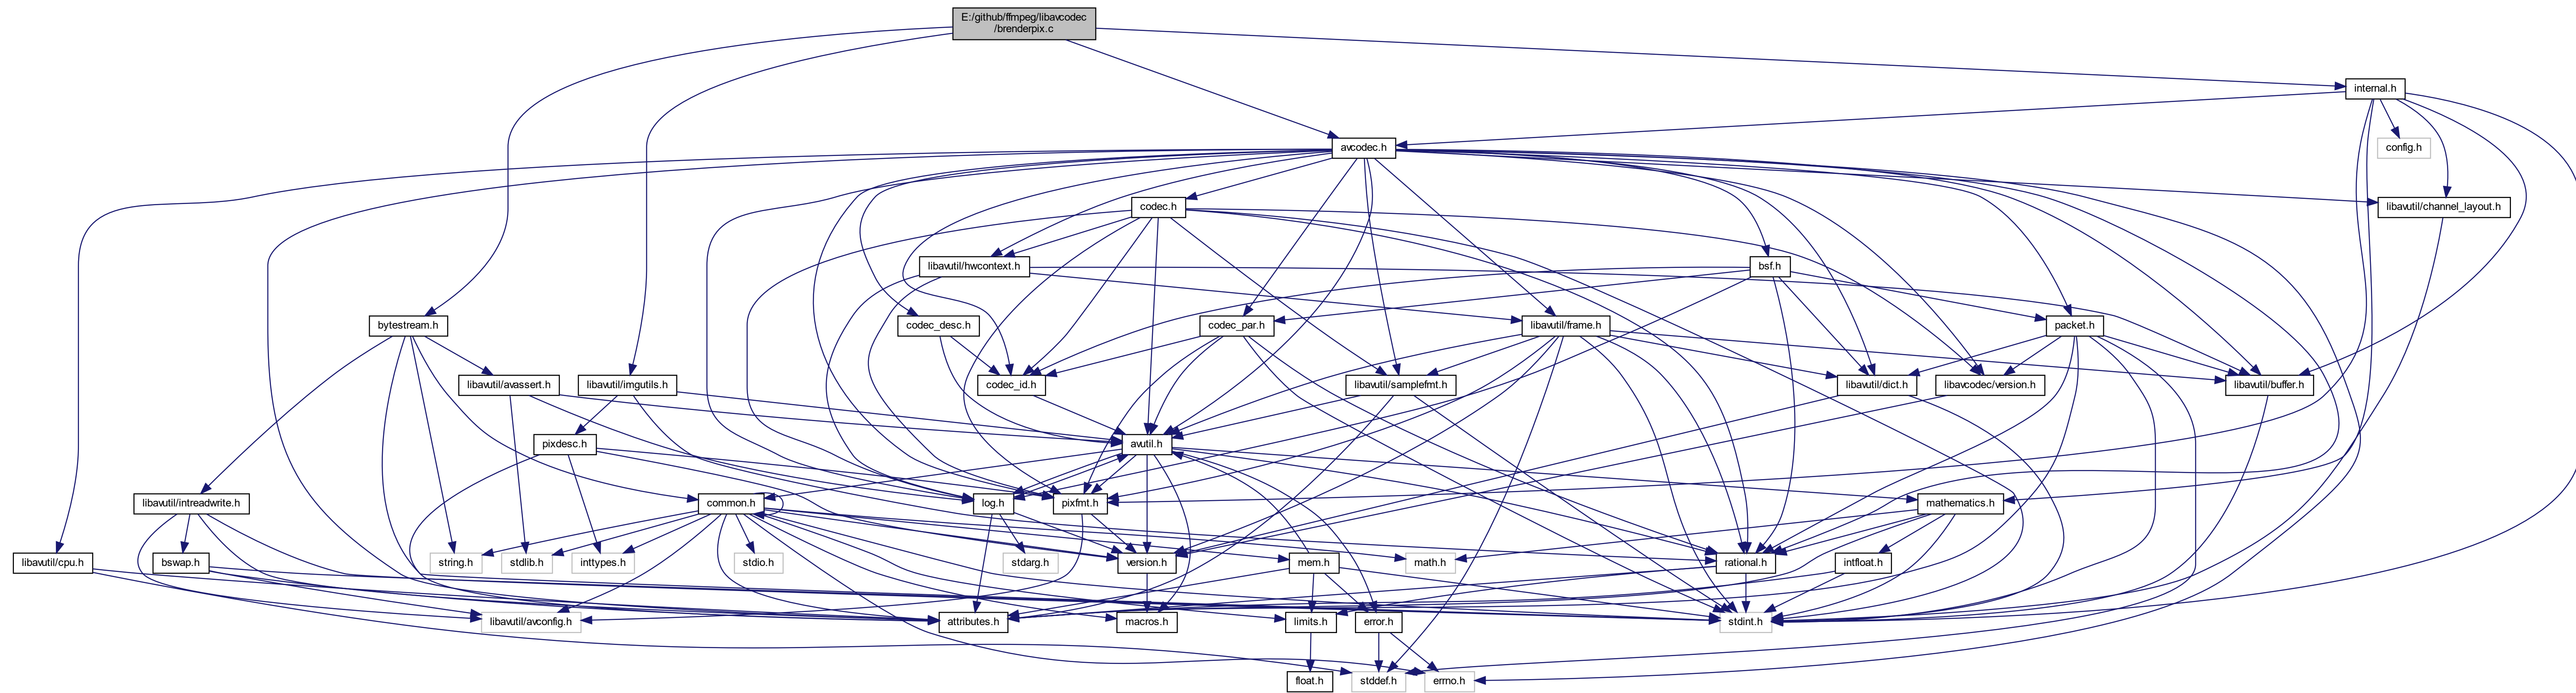 E:/github/ffmpeg/libavcodec
/brenderpix.c
internal.h
avcodec.h
config.h
codec.h
libavutil/channel_layout.h
libavutil/hwcontext.h
bsf.h
bytestream.h
codec_desc.h
codec_par.h
libavutil/frame.h
packet.h
libavutil/avassert.h
libavutil/imgutils.h
codec_id.h
libavutil/samplefmt.h
libavutil/dict.h
libavcodec/version.h
libavutil/buffer.h
pixdesc.h
avutil.h
libavutil/intreadwrite.h
common.h
log.h
pixfmt.h
mathematics.h
libavutil/cpu.h
bswap.h
string.h
stdlib.h
inttypes.h
stdio.h
stdarg.h
version.h
mem.h
math.h
rational.h
intfloat.h
libavutil/avconfig.h
attributes.h
macros.h
limits.h
error.h
stdint.h
float.h
stddef.h
errno.h